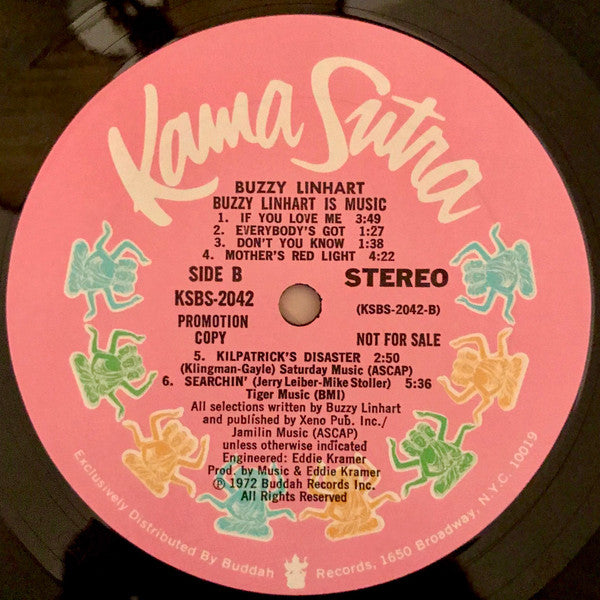 Kama Sutra
BUZZY LINHART
BUZZY LINHART IS MUSIC
1. IF YOU LOVE ME 3:49
2. EVERYBODY'S GOT 1:27
3. DON'T YOU KNOW 1:38
4. MOTHER'S RED LIGHT 4:22
SIDE B STEREO
KSBS-2042 (KSBS-2042-B)
PROMOTION NOT FOR SALE
COPY
5. KILPATRICK'S DISASTER 2:50
(Klingman-Gayle) Saturday Music (ASCAP)
6. SEARCHIN' (Jerry Leiber-Mike Stoller) 5:36
Tiger Music (BMI)
All selections written by Buzzy Linhart
and published by Xeno Pub. Inc./
Jamilin Music (ASCAP)
unless otherwise indicated
Engineered: Eddie Kramer
Prod. by Music & Eddie Kramer
℗ 1972 Buddah Records Inc.
All Rights Reserved
Exclusively Distributed By Buddah Records, 1650 Broadway, N.Y.C. 10019